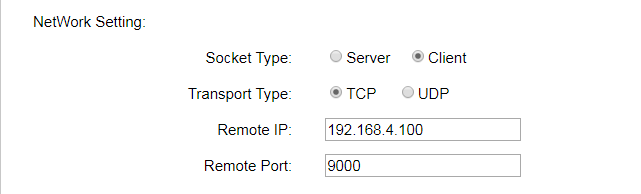 NetWork Setting:
Socket Type: Server Client
Transport Type: TCP UDP
Remote IP: 192.168.4.100
Remote Port: 9000